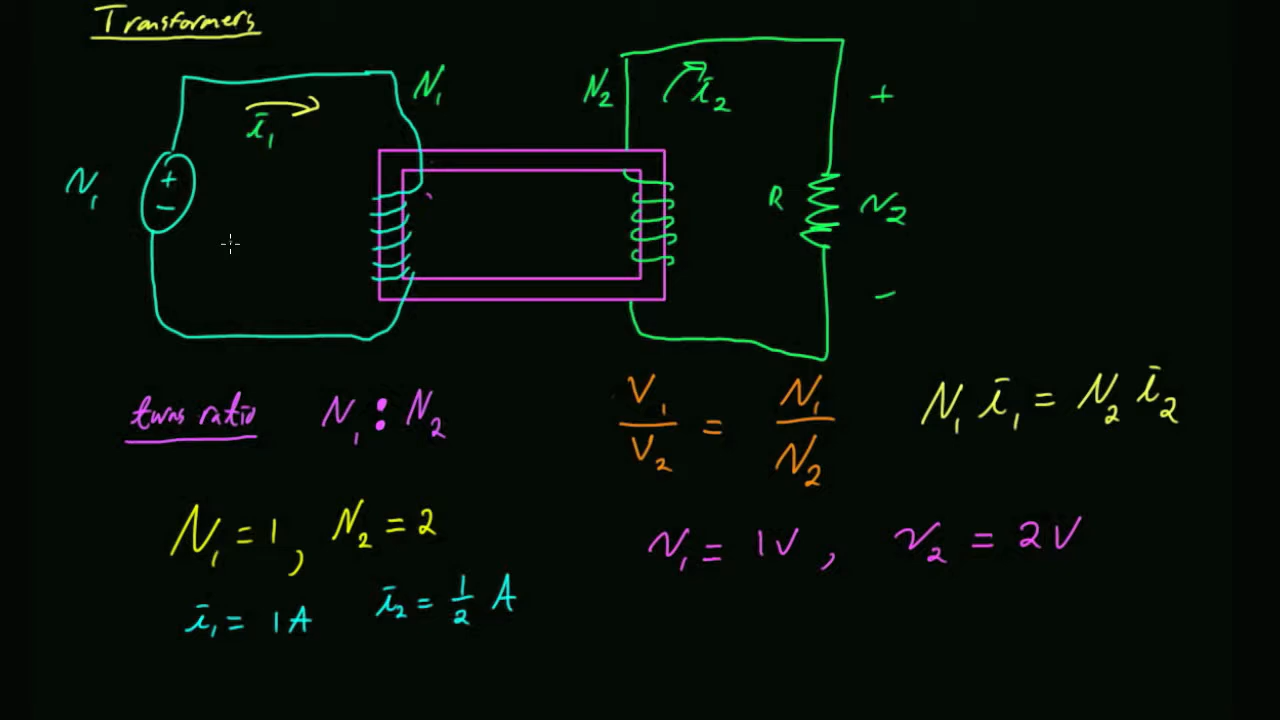 Transformers
N₁
N₂
i₂
+
i₁
+
−
v₁
R
v₂
−
turns ratio N₁ : N₂
V₁/V₂ = N₁/N₂
N₁ i₁ = N₂ i₂
N₁ = 1, N₂ = 2
v₁ = 1V, v₂ = 2V
i₁ = 1A i₂ = 1/2 A